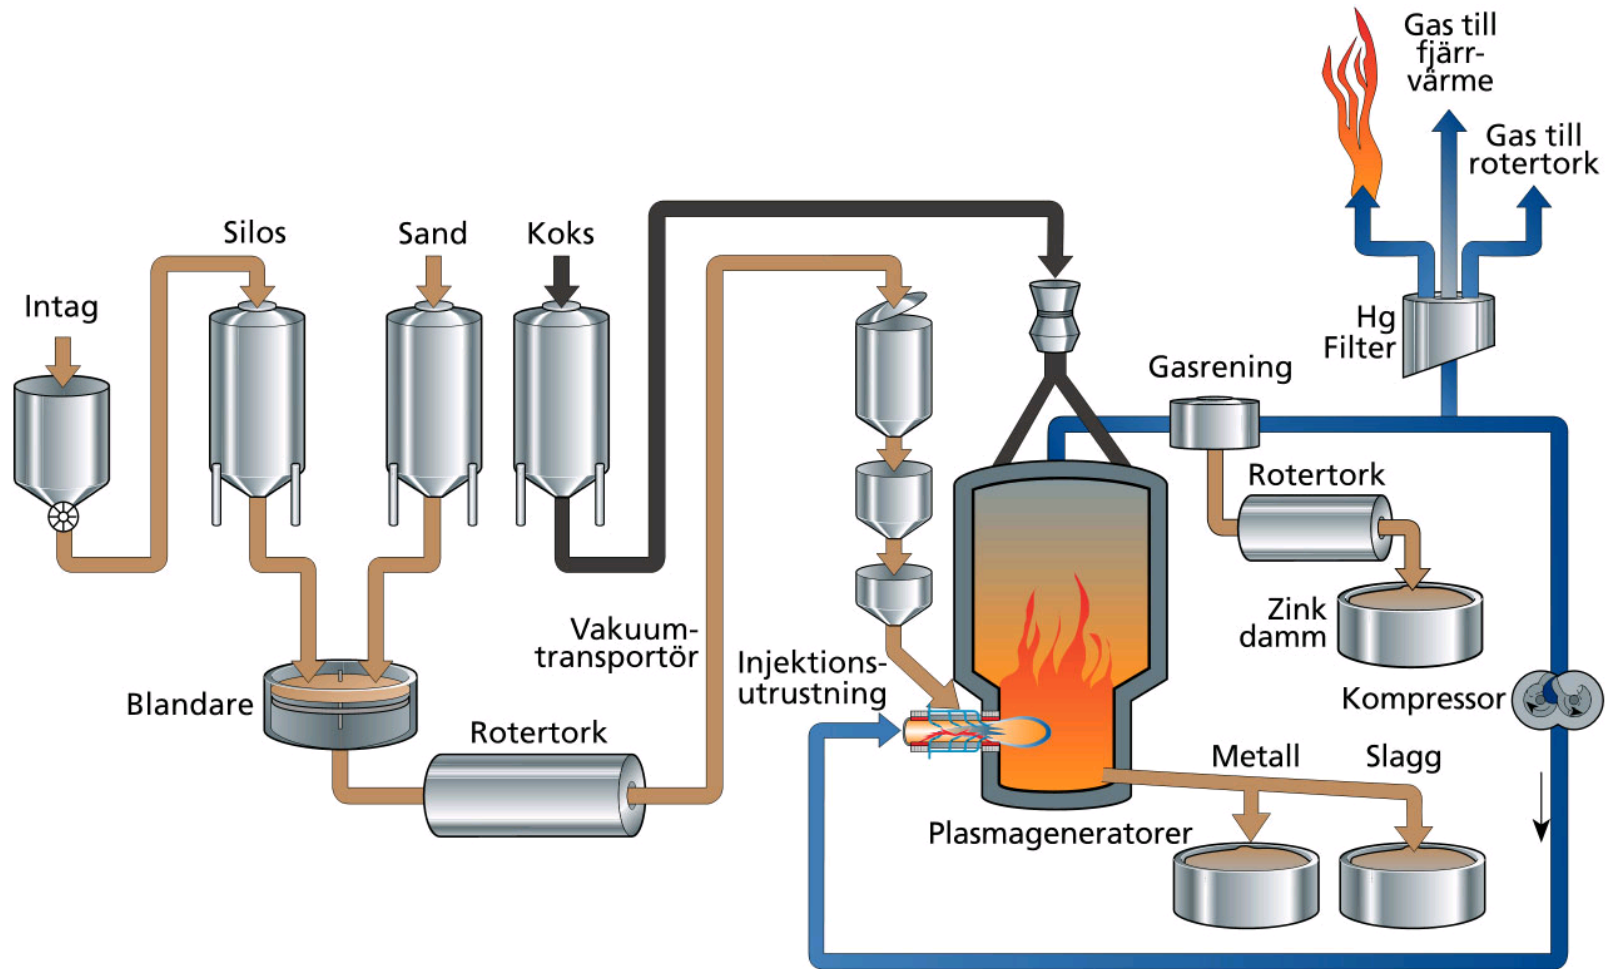 Gas till
fjärr-
värme
Gas till
rotertork
Silos
Sand
Koks
Intag
Hg
Filter
Gasrening
Rotertork
Zink
damm
Vakuum-
transportör
Injektions-
utrustning
Kompressor
Blandare
Rotertork
Metall
Slagg
Plasmageneratorer